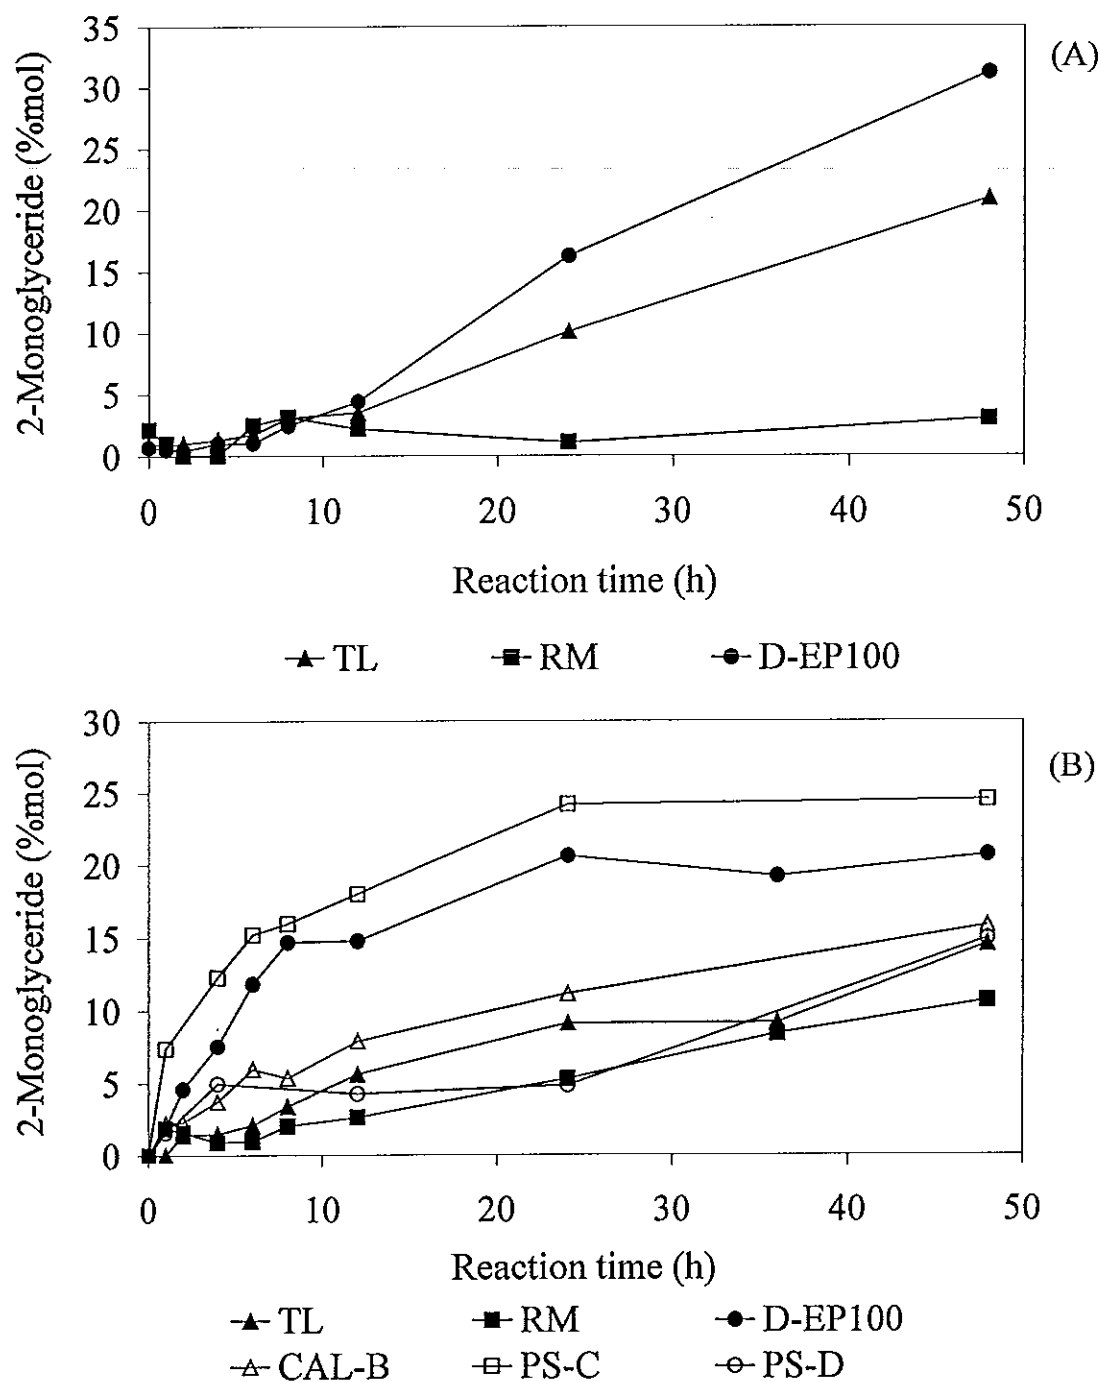 (A)
2-Monoglyceride (%mol)
35
30
25
20
15
10
5
0
0 10 20 30 40 50
Reaction time (h)
TL RM D-EP100
(B)
2-Monoglyceride (%mol)
30
25
20
15
10
5
0
0 10 20 30 40 50
Reaction time (h)
TL RM D-EP100
CAL-B PS-C PS-D